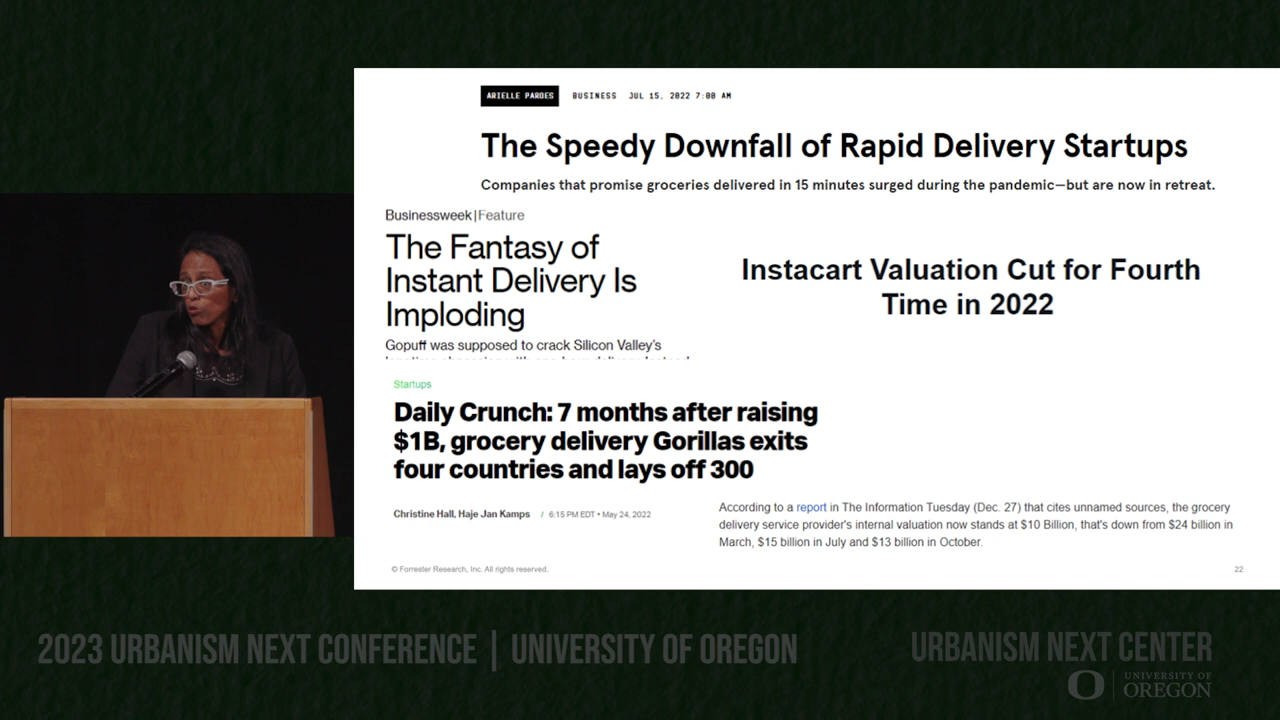 ARIELLE PARDES BUSINESS JUL 15, 2022 7:00 AM
The Speedy Downfall of Rapid Delivery Startups
Companies that promise groceries delivered in 15 minutes surged during the pandemic—but are now in retreat.
Businessweek|Feature
The Fantasy of
Instant Delivery Is
Imploding
Gopuff was supposed to crack Silicon Valley's
Instacart Valuation Cut for Fourth
Time in 2022
Startups
Daily Crunch: 7 months after raising
$1B, grocery delivery Gorillas exits
four countries and lays off 300
Christine Hall, Haje Jan Kamps / 6:15 PM EDT • May 24, 2022
According to a report in The Information Tuesday (Dec. 27) that cites unnamed sources, the grocery
delivery service provider's internal valuation now stands at $10 Billion, that's down from $24 billion in
March, $15 billion in July and $13 billion in October.
© Forrester Research, Inc. All rights reserved.
22
2023 URBANISM NEXT CONFERENCE | UNIVERSITY OF OREGON
URBANISM NEXT CENTER
UNIVERSITY OF
OREGON